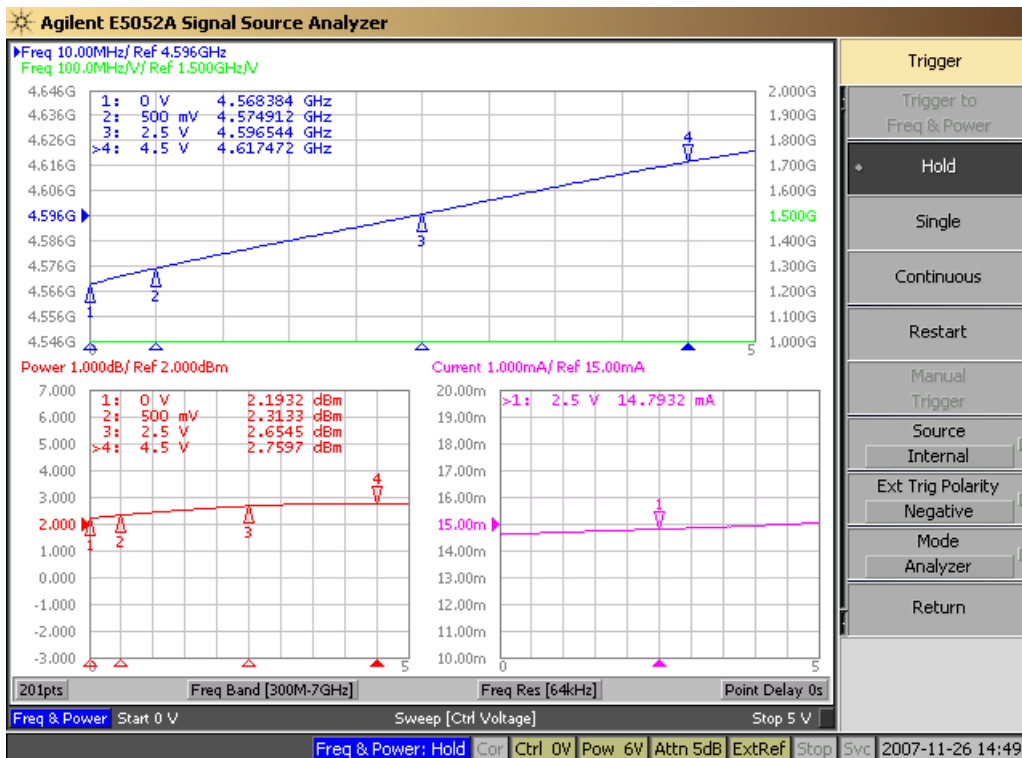 Agilent E5052A Signal Source Analyzer
Freq 10.00MHz/ Ref 4.596GHz
Freq 100.0MHz/V/ Ref 1.500GHz/V
4.646G
4.636G
4.626G
4.616G
4.606G
4.596G
4.586G
4.576G
4.566G
4.556G
4.546G
1: 0 V 4.568384 GHz
2: 500 mV 4.574912 GHz
3: 2.5 V 4.596544 GHz
>4: 4.5 V 4.617472 GHz
1
2
3
4
2.000G
1.900G
1.800G
1.700G
1.600G
1.500G
1.400G
1.300G
1.200G
1.100G
1.000G
0
5
Power 1.000dB/ Ref 2.000dBm
7.000
6.000
5.000
4.000
3.000
2.000
1.000
0.000
-1.000
-2.000
-3.000
1: 0 V 2.1932 dBm
2: 500 mV 2.3133 dBm
3: 2.5 V 2.6545 dBm
>4: 4.5 V 2.7597 dBm
1
2
3
4
0
5
Current 1.000mA/ Ref 15.00mA
20.00m
19.00m
18.00m
17.00m
16.00m
15.00m
14.00m
13.00m
12.00m
11.00m
10.00m
>1: 2.5 V 14.7932 mA
1
0
5
201pts
Freq Band [300M-7GHz]
Freq Res [64kHz]
Point Delay 0s
Freq & Power Start 0 V
Sweep [Ctrl Voltage]
Stop 5 V
Trigger
Trigger to
Freq & Power
Hold
Single
Continuous
Restart
Manual
Trigger
Source
Internal
Ext Trig Polarity
Negative
Mode
Analyzer
Return
Freq & Power: Hold Cor Ctrl 0V Pow 6V Attn 5dB ExtRef Stop Svc 2007-11-26 14:49